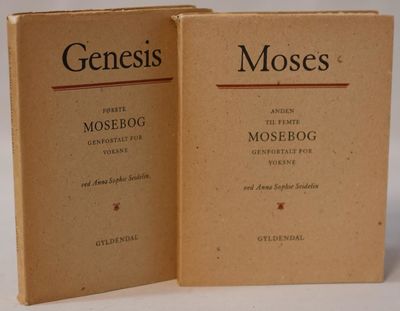 Genesis
FØRSTE
MOSEBOG
GENFORTALT FOR
VOKSNE
ved Anna Sophie Seidelin
GYLDENDAL
Moses
ANDEN
TIL FEMTE
MOSEBOG
GENFORTALT FOR
VOKSNE
ved Anna Sophie Seidelin
GYLDENDAL